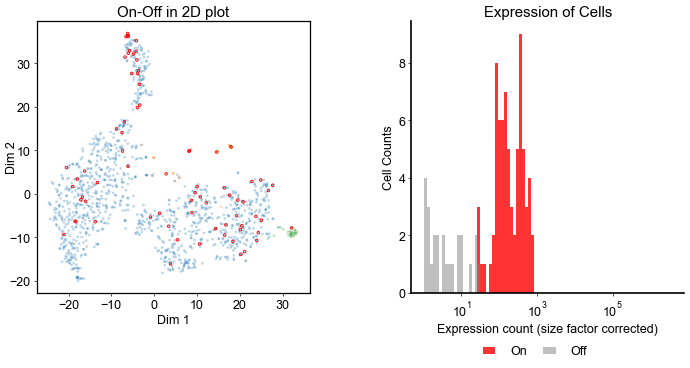 On-Off in 2D plot
Dim 2
30
20
10
0
−10
−20
−20 −10 0 10 20 30
Dim 1
Expression of Cells
Cell Counts
8
6
4
2
0
10^1 10^3 10^5
Expression count (size factor corrected)
On Off